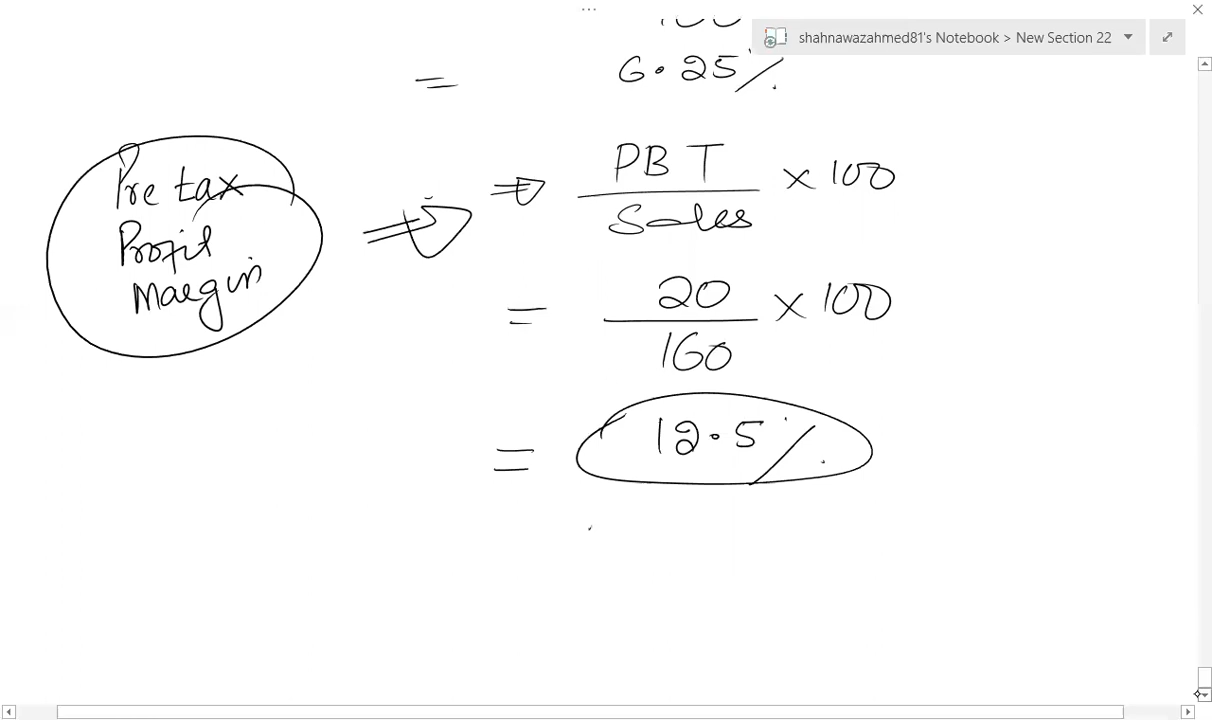 shahnawazahmed81's Notebook > New Section 22
= 6.25%
Pre tax
Profit
Margin
⇒ ⇒ PBT / Sales × 100
= 20 / 160 × 100
= 12.5%